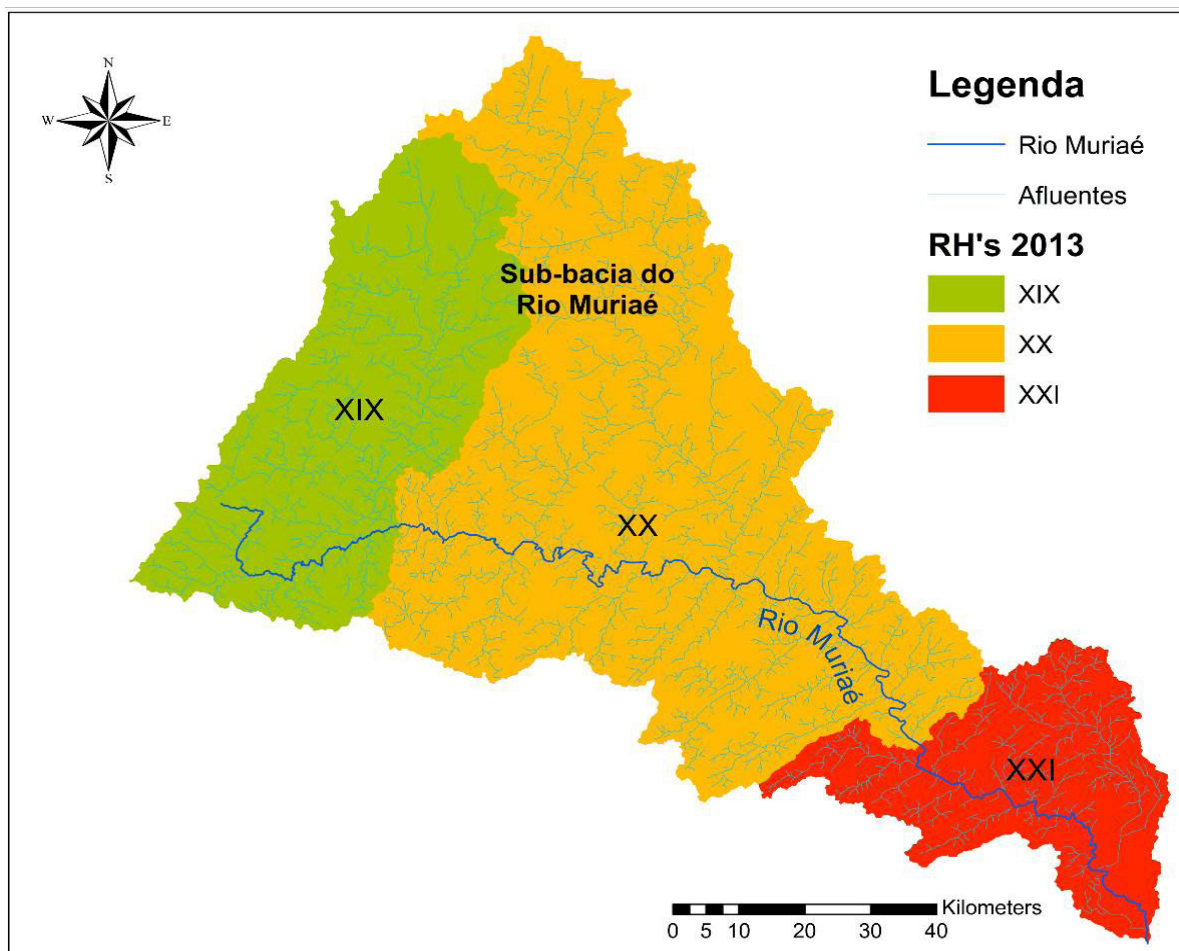 N
W
E
S
Legenda
Rio Muriaé
Afluentes
RH's 2013
XIX
XX
XXI
Sub-bacia do
Rio Muriaé
XIX
XX
Rio Muriaé
XXI
Kilometers
0 5 10 20 30 40